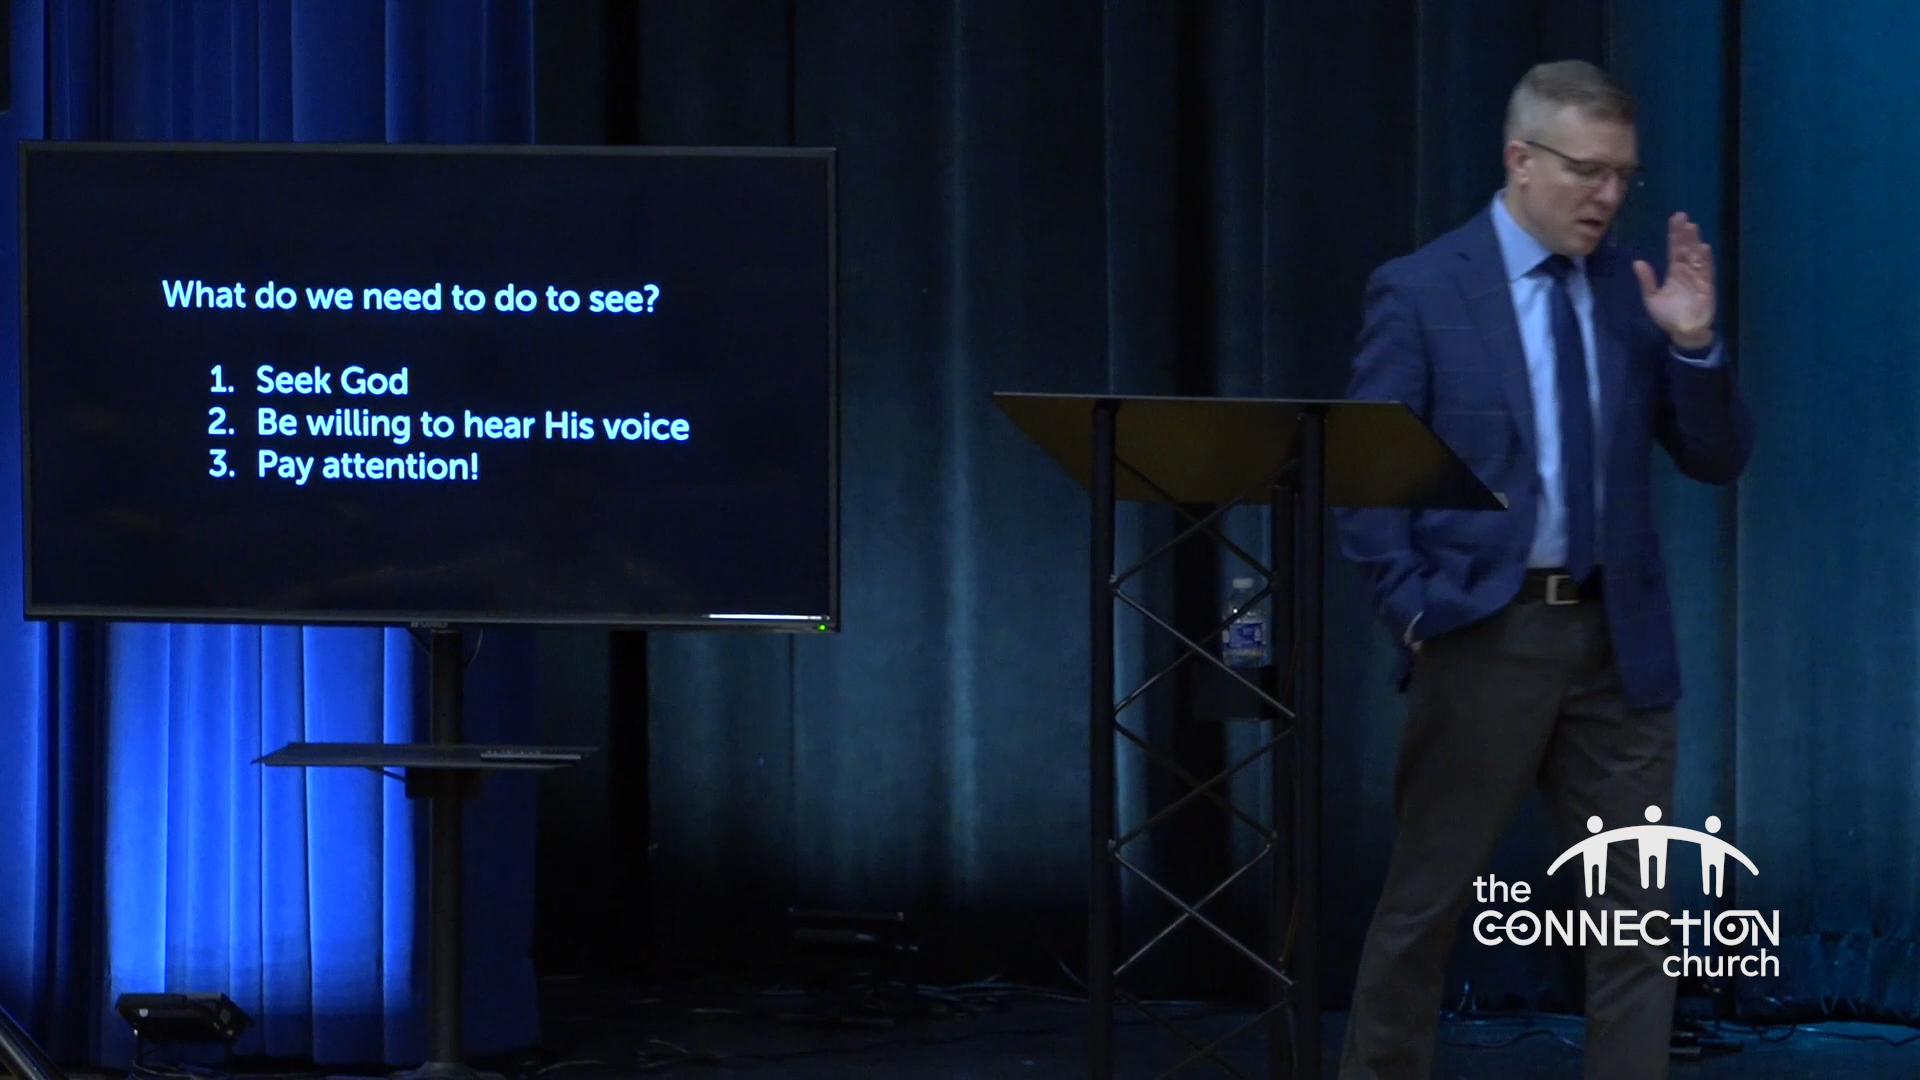 What do we need to do to see?
1. Seek God
2. Be willing to hear His voice
3. Pay attention!
the
CONNECTION
church